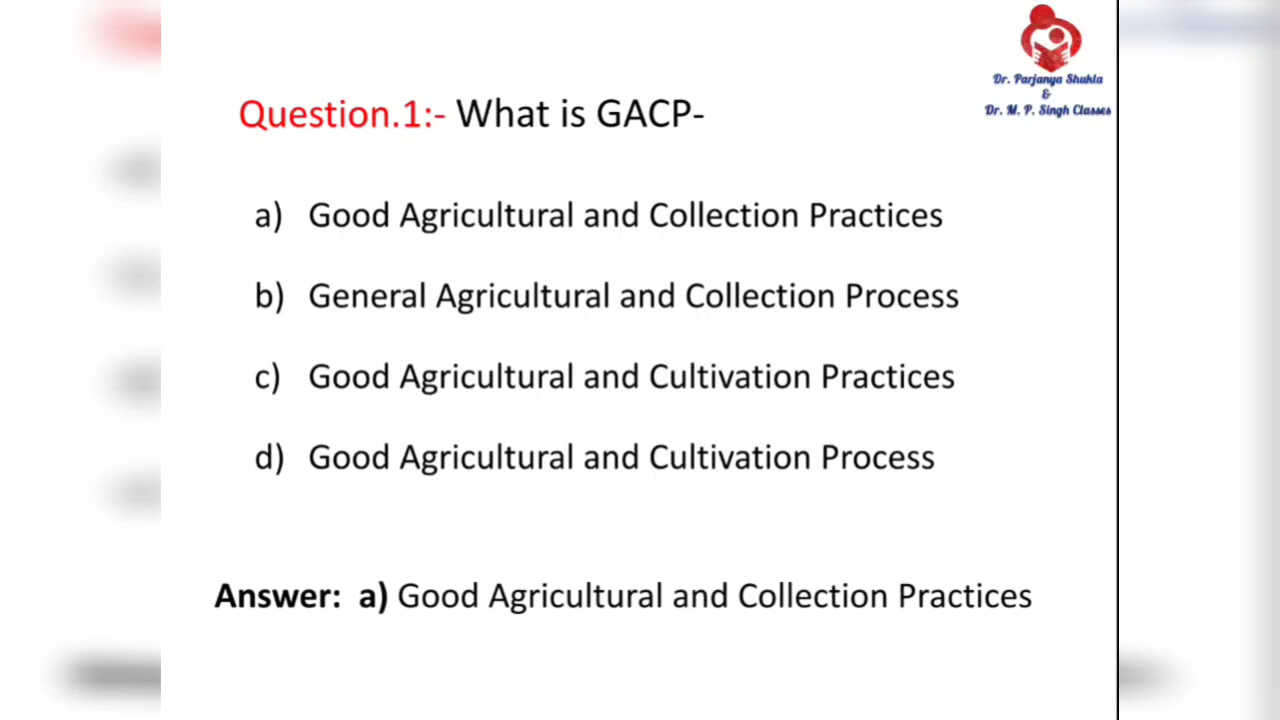 Dr. Parjanya Shukla
&
Dr. M. P. Singh Classes
Question.1:- What is GACP-
a) Good Agricultural and Collection Practices
b) General Agricultural and Collection Process
c) Good Agricultural and Cultivation Practices
d) Good Agricultural and Cultivation Process
Answer: a) Good Agricultural and Collection Practices